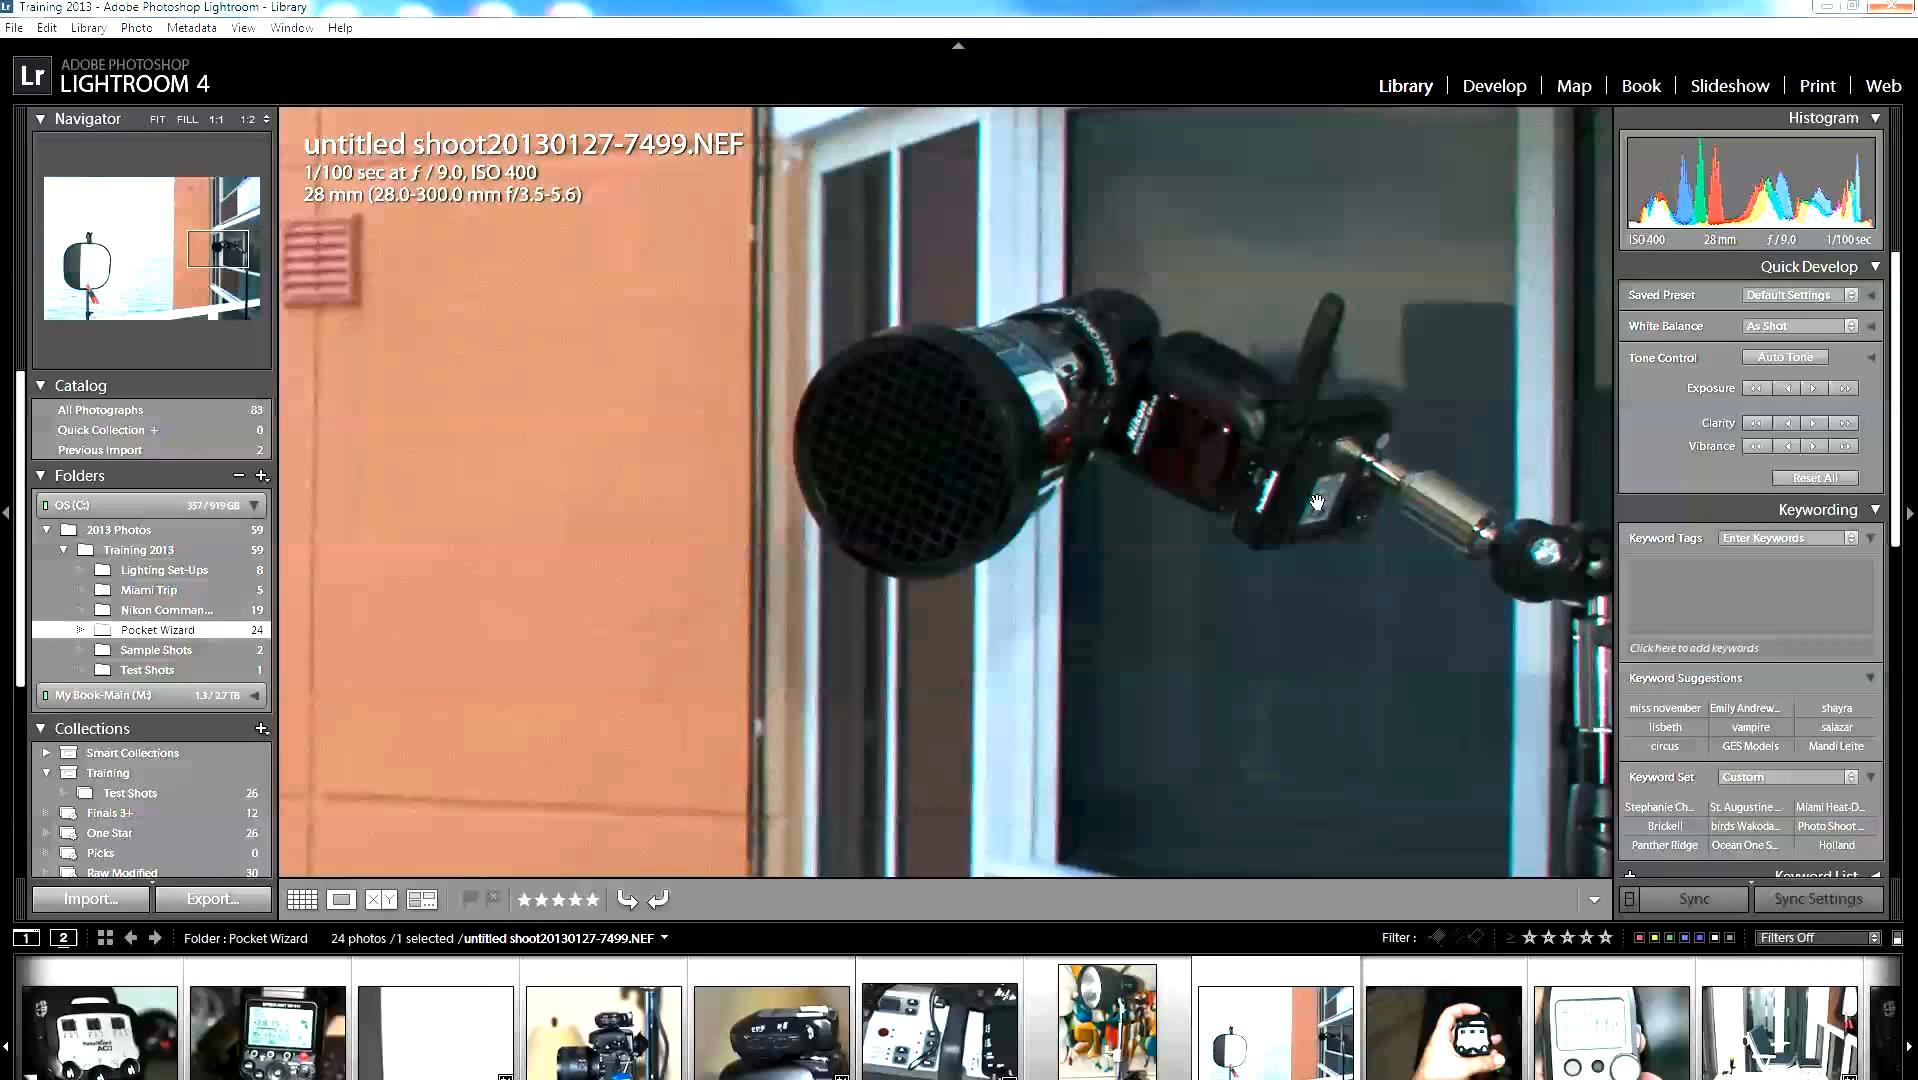 Training 2013 - Adobe Photoshop Lightroom - Library
File Edit Library Photo Metadata View Window Help
Lr ADOBE PHOTOSHOP
LIGHTROOM 4
Library Develop Map Book Slideshow Print Web
Navigator FIT FILL 1:1 1:2
untitled shoot20130127-7499.NEF
1/100 sec at ƒ / 9.0, ISO 400
28 mm (28.0-300.0 mm f/3.5-5.6)
Nikon
Catalog
All Photographs 83
Quick Collection + 0
Previous Import 2
Folders
OS (C:) 357 / 919 GB
2013 Photos 59
Training 2013 59
Lighting Set-Ups 8
Miami Trip 5
Nikon Comman... 19
Pocket Wizard 24
Sample Shots 2
Test Shots 1
My Book-Main (M:) 1.3 / 2.7 TB
Collections
Smart Collections
Training
Test Shots 26
Finals 3+ 12
One Star 26
Picks 0
Raw Modified 30
Import... Export...
Histogram
ISO 400 28 mm ƒ / 9.0 1/100 sec
Quick Develop
Saved Preset Default Settings
White Balance As Shot
Tone Control Auto Tone
Exposure
Clarity
Vibrance
Reset All
Keywording
Keyword Tags Enter Keywords
Click here to add keywords
Keyword Suggestions
miss november Emily Andrew... shayra
lisbeth vampire salazar
circus GES Models Mandi Leite
Keyword Set Custom
Stephanie Ch... St. Augustine ... Miami Heat-D...
Brickell birds Wakoda... Photo Shoot ...
Panther Ridge Ocean One S... Holland
Keyword List
Sync Sync Settings
X Y
1 2 Folder : Pocket Wizard 24 photos / 1 selected / untitled shoot20130127-7499.NEF Filter : Filters Off